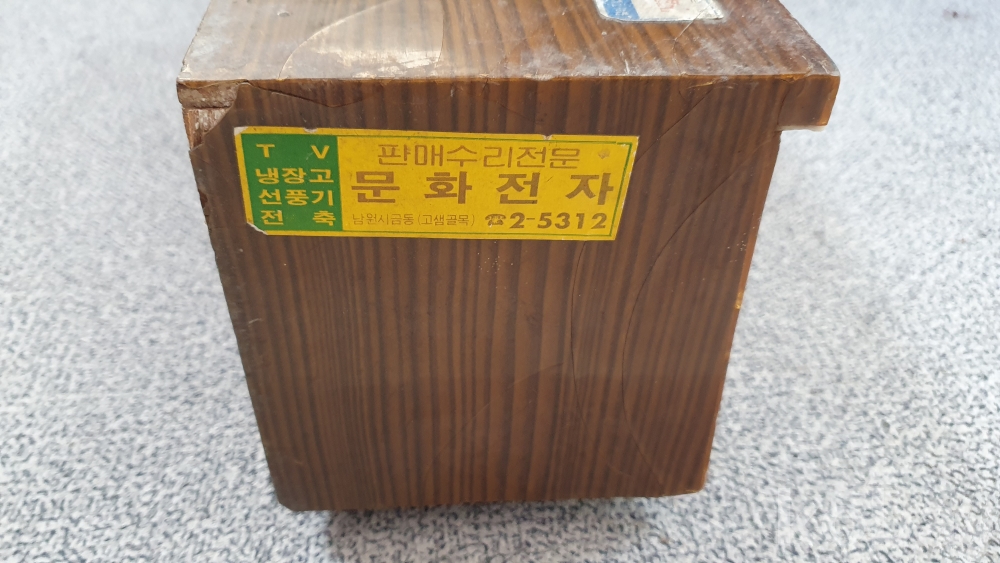 T V
냉장고
선풍기
전 축
판매수리전문
문화전자
남원시금동(고샘골목) ☎2-5312